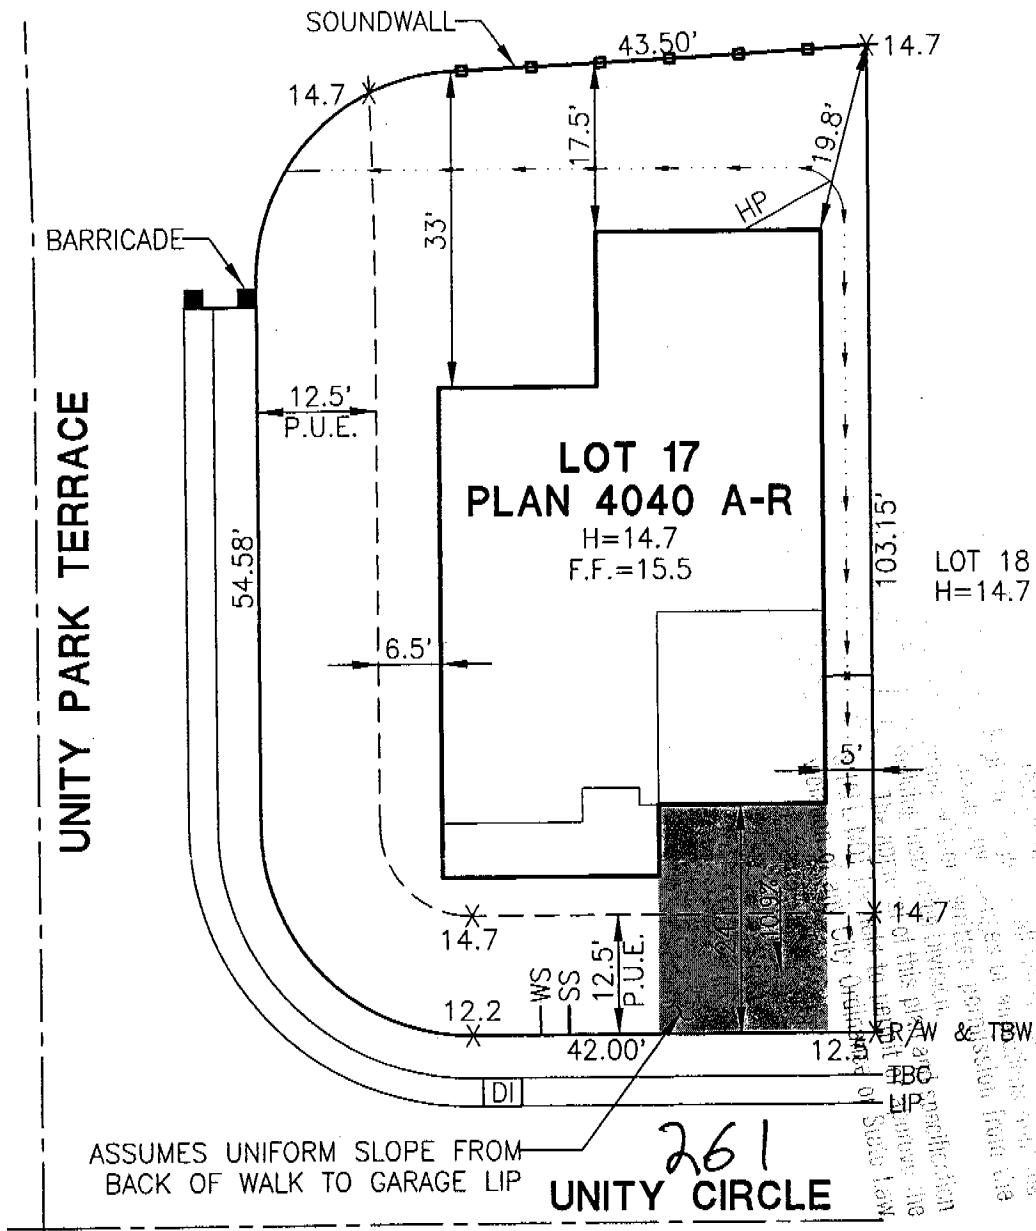 SOUNDWALL
43.50'
14.7
14.7
17.5'
19.8'
HP
33'
BARRICADE
12.5'
P.U.E.
LOT 17
PLAN 4040 A-R
H=14.7
F.F.=15.5
UNITY PARK TERRACE
54.58'
103.15'
LOT 18
H=14.7
6.5'
5'
10.9%
14.7
14.7
12.5'
P.U.E.
WS
SS
12.2
42.00'
R/W & TBW
TBC
LIP
DI
ASSUMES UNIFORM SLOPE FROM
BACK OF WALK TO GARAGE LIP
261
UNITY CIRCLE